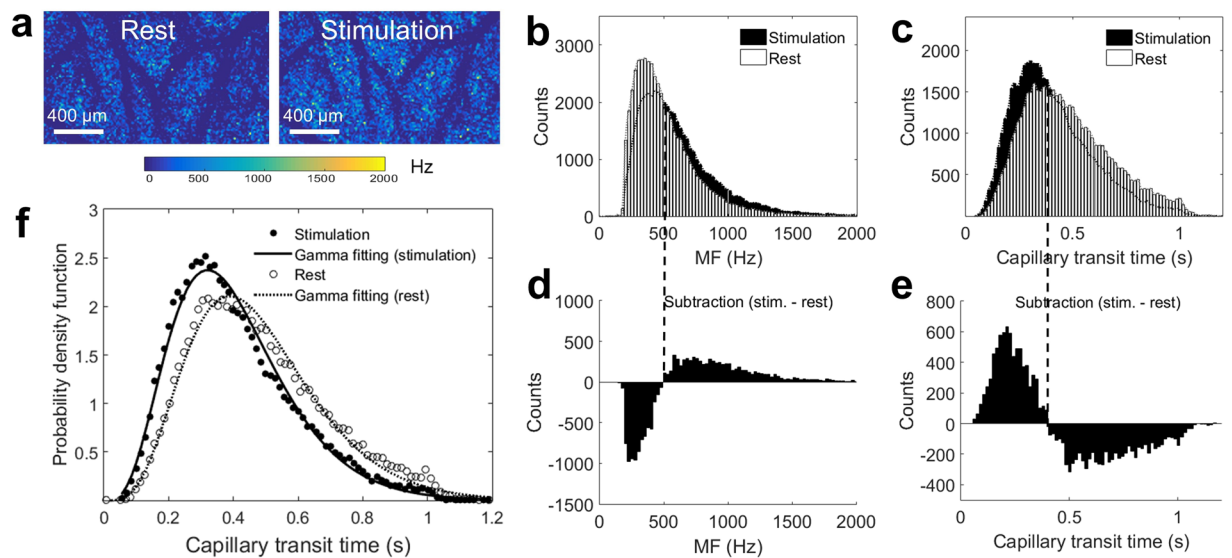 a
Rest
Stimulation
400 μm
400 μm
0 500 1000 1500 2000 Hz
b
Stimulation
Rest
3000
2500
2000
1500
1000
500
0
Counts
0 500 1000 1500 2000
MF (Hz)
c
Stimulation
Rest
2000
1500
1000
500
0
Counts
0 0.5 1
Capillary transit time (s)
d
Subtraction (stim. - rest)
1000
500
0
-500
-1000
-1500
Counts
0 500 1000 1500 2000
MF (Hz)
e
Subtraction (stim. - rest)
800
600
400
200
0
-200
-400
Counts
0 0.5 1
Capillary transit time (s)
f
Stimulation
Gamma fitting (stimulation)
Rest
Gamma fitting (rest)
3
2.5
2
1.5
1
0.5
Probability density function
0 0.2 0.4 0.6 0.8 1 1.2
Capillary transit time (s)